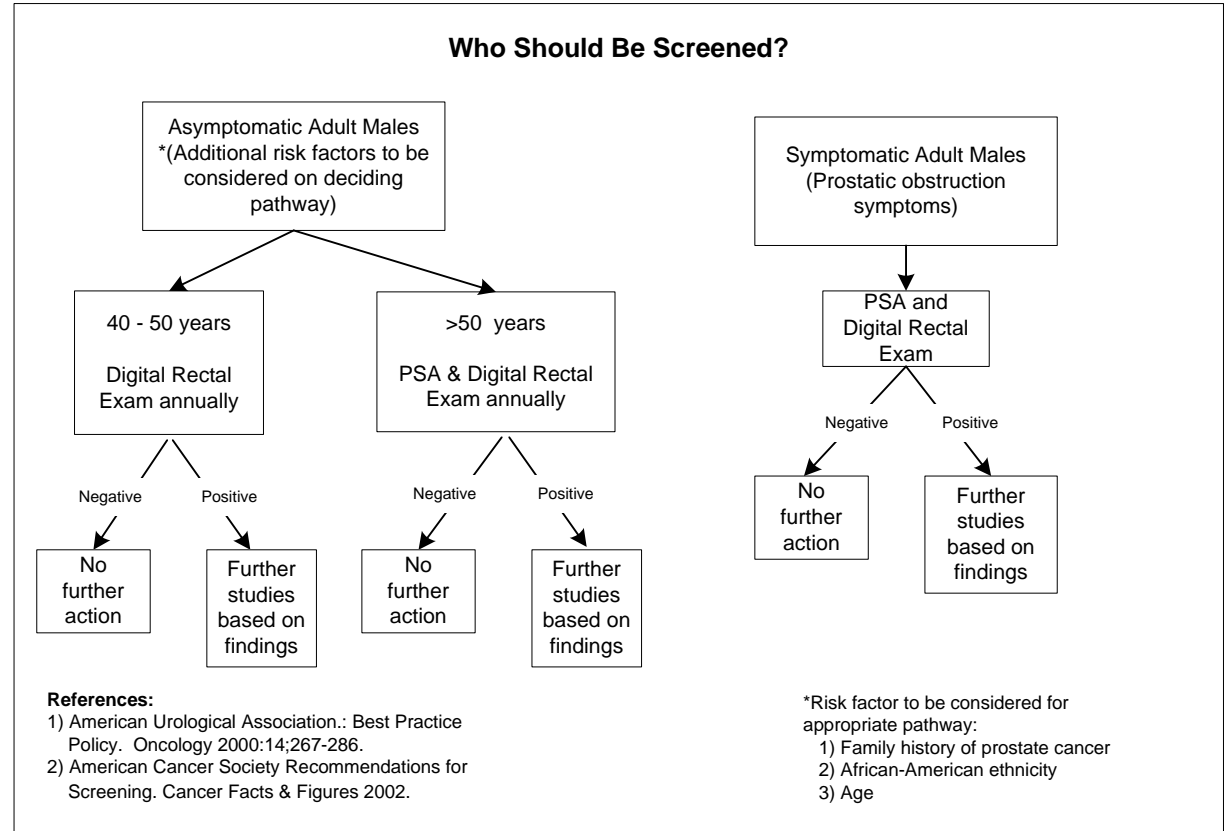 Who Should Be Screened?
Asymptomatic Adult Males
*(Additional risk factors to be
considered on deciding
pathway)
40 - 50 years
Digital Rectal
Exam annually
Negative
Positive
No
further
action
Further
studies
based on
findings
>50 years
PSA & Digital Rectal
Exam annually
Negative
Positive
No
further
action
Further
studies
based on
findings
Symptomatic Adult Males
(Prostatic obstruction
symptoms)
PSA and
Digital Rectal
Exam
Negative
Positive
No
further
action
Further
studies
based on
findings
References:
1) American Urological Association.: Best Practice
Policy. Oncology 2000:14;267-286.
2) American Cancer Society Recommendations for
Screening. Cancer Facts & Figures 2002.
*Risk factor to be considered for
appropriate pathway:
1) Family history of prostate cancer
2) African-American ethnicity
3) Age